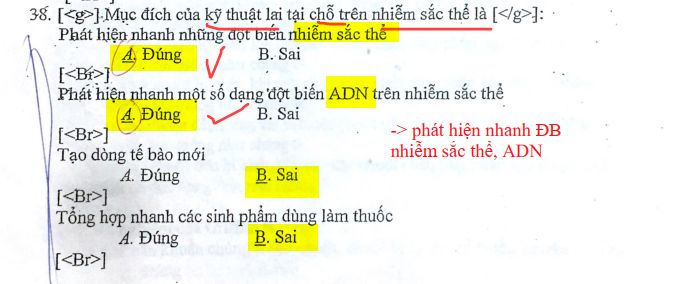 38. [<g>] Mục đích của kỹ thuật lai tại chỗ trên nhiễm sắc thể là [</g>]:
Phát hiện nhanh những đột biến nhiễm sắc thể
A. Đúng B. Sai
[<Br>]
Phát hiện nhanh một số dạng đột biến ADN trên nhiễm sắc thể
A. Đúng B. Sai
[<Br>]
-> phát hiện nhanh ĐB
nhiễm sắc thể, ADN
Tạo dòng tế bào mới
A. Đúng B. Sai
[<Br>]
Tổng hợp nhanh các sinh phẩm dùng làm thuốc
A. Đúng B. Sai
[<Br>]